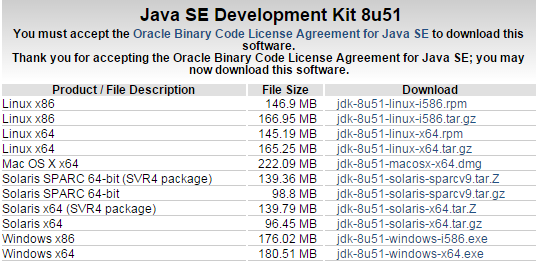 Java SE Development Kit 8u51
You must accept the Oracle Binary Code License Agreement for Java SE to download this
software.
Thank you for accepting the Oracle Binary Code License Agreement for Java SE; you may
now download this software.
Product / File Description File Size Download
Linux x86 146.9 MB jdk-8u51-linux-i586.rpm
Linux x86 166.95 MB jdk-8u51-linux-i586.tar.gz
Linux x64 145.19 MB jdk-8u51-linux-x64.rpm
Linux x64 165.25 MB jdk-8u51-linux-x64.tar.gz
Mac OS X x64 222.09 MB jdk-8u51-macosx-x64.dmg
Solaris SPARC 64-bit (SVR4 package) 139.36 MB jdk-8u51-solaris-sparcv9.tar.Z
Solaris SPARC 64-bit 98.8 MB jdk-8u51-solaris-sparcv9.tar.gz
Solaris x64 (SVR4 package) 139.79 MB jdk-8u51-solaris-x64.tar.Z
Solaris x64 96.45 MB jdk-8u51-solaris-x64.tar.gz
Windows x86 176.02 MB jdk-8u51-windows-i586.exe
Windows x64 180.51 MB jdk-8u51-windows-x64.exe